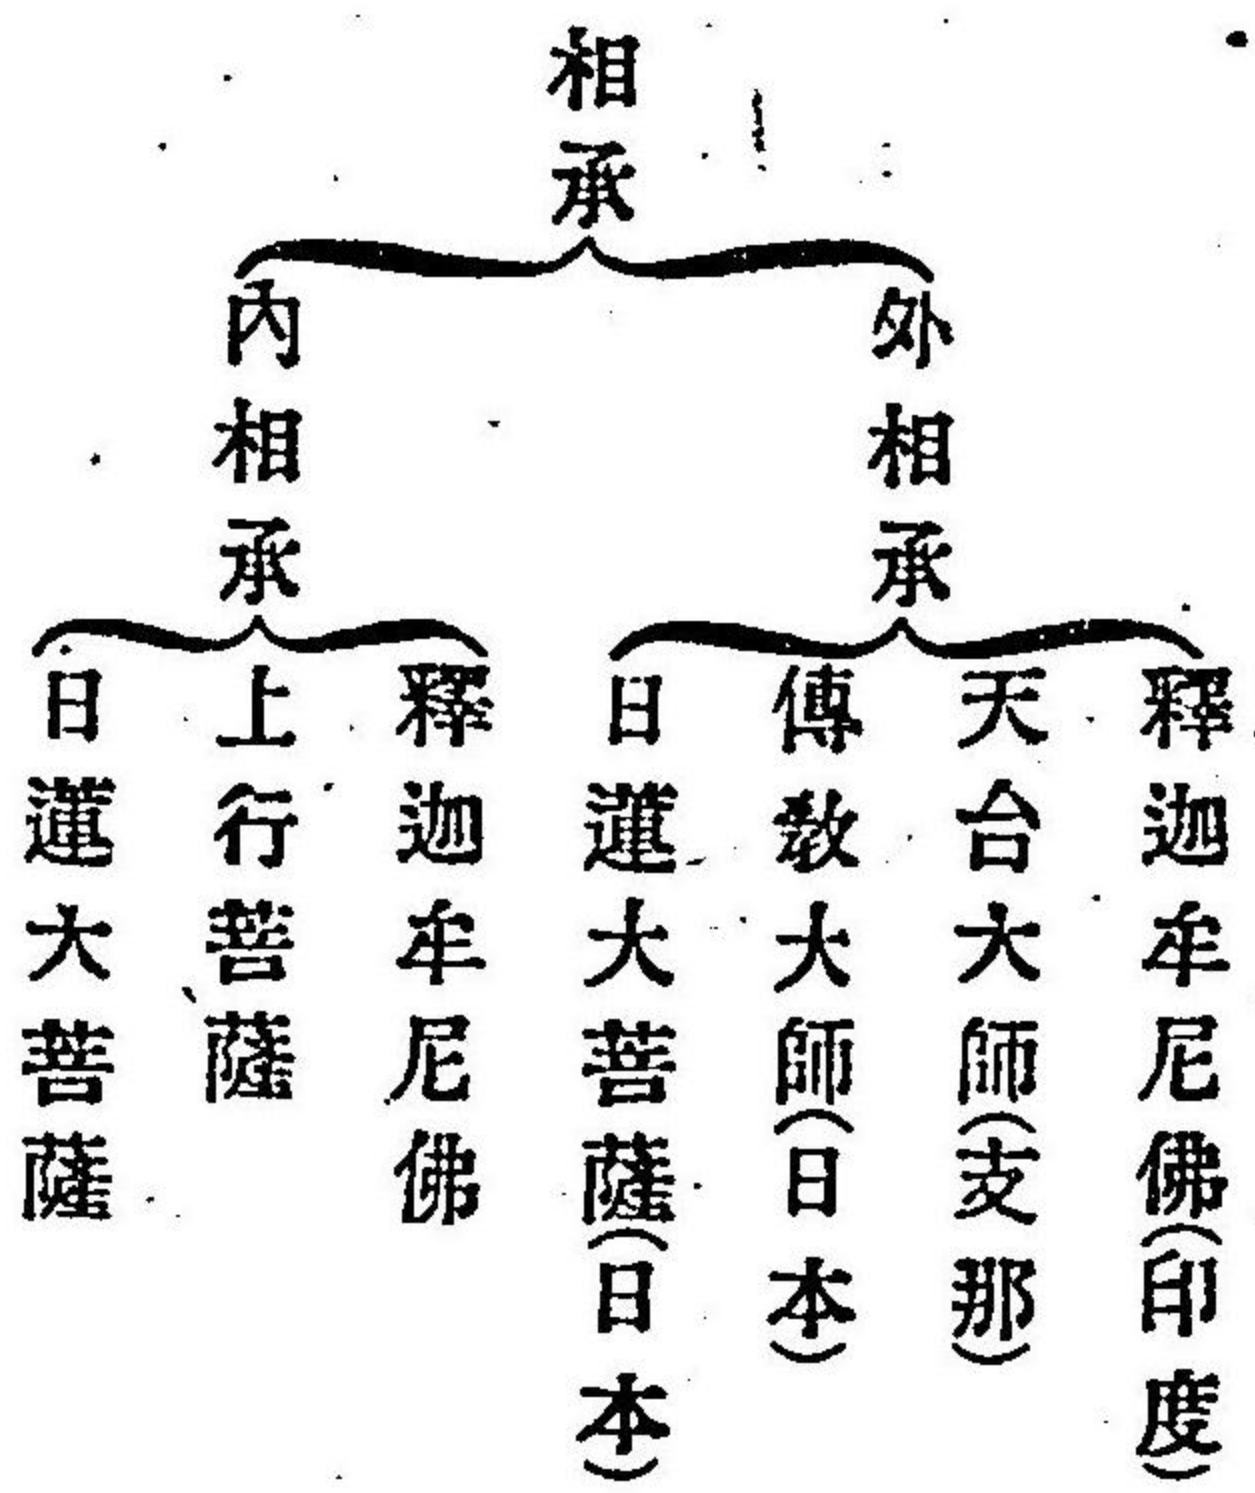 相承
外相承
釋迦牟尼佛(印度)
天台大師(支那)
傳敎大師(日本)
日蓮大菩薩(日本)
內相承
釋迦牟尼佛
上行菩薩
日蓮大菩薩